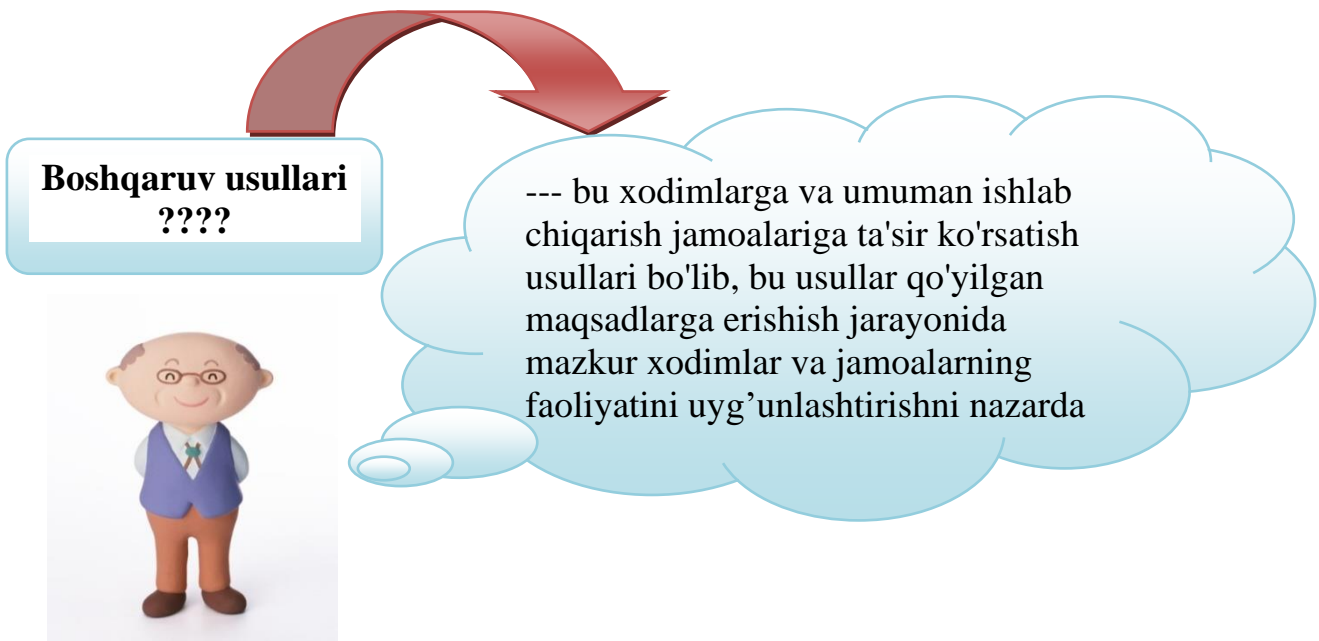 Boshqaruv usullari
????
--- bu xodimlarga va umuman ishlab
chiqarish jamoalariga ta'sir ko'rsatish
usullari bo'lib, bu usullar qo'yilgan
maqsadlarga erishish jarayonida
mazkur xodimlar va jamoalarning
faoliyatini uyg’unlashtirishni nazarda